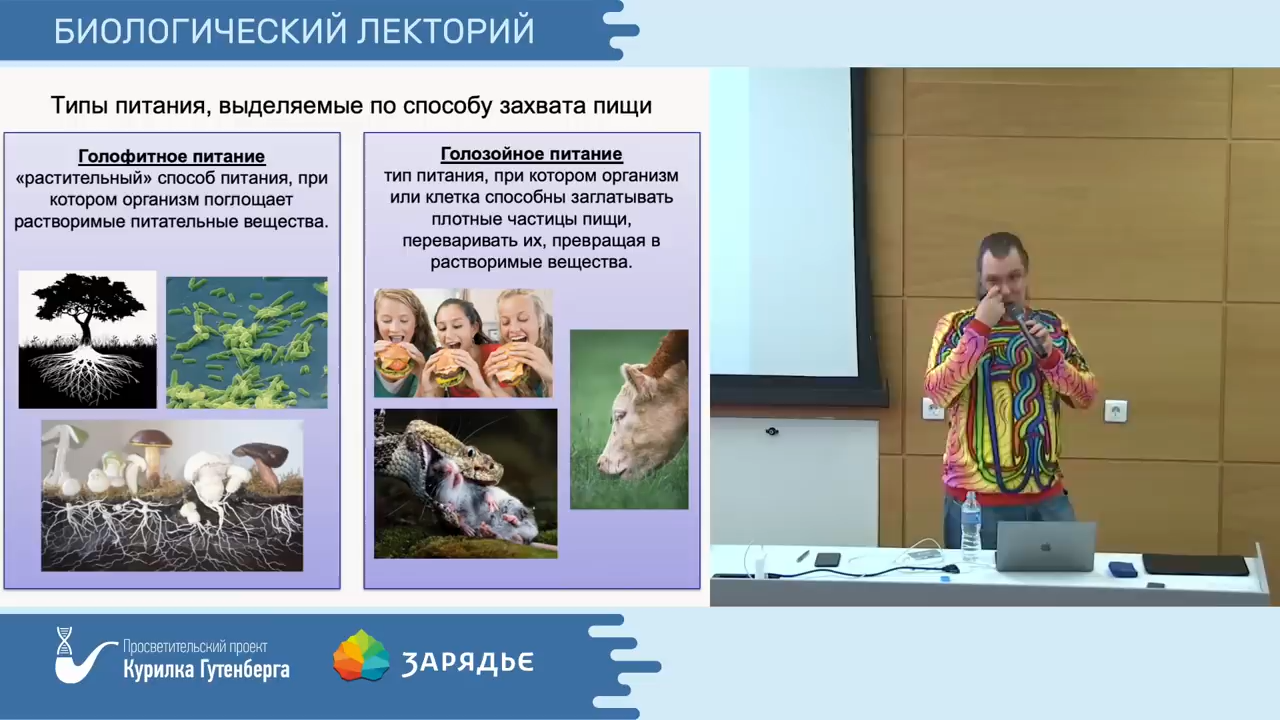 БИОЛОГИЧЕСКИЙ ЛЕКТОРИЙ
Типы питания, выделяемые по способу захвата пищи
Голофитное питание
«растительный» способ питания, при
котором организм поглощает
растворимые питательные вещества.
Голозойное питание
тип питания, при котором организм
или клетка способны заглатывать
плотные частицы пищи,
переваривать их, превращая в
растворимые вещества.
Просветительский проект
Курилка Гутенберга
ЗАРЯДЬЕ